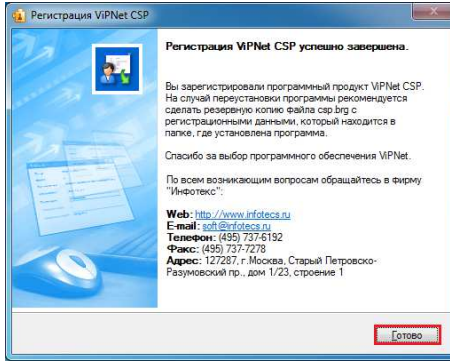 Регистрация ViPNet CSP
Регистрация ViPNet CSP успешно завершена.
Вы зарегистрировали программный продукт ViPNet CSP.
На случай переустановки программы рекомендуется
сделать резервную копию файла csp.brg с
регистрационными данными, который находится в
папке, где установлена программа.
Спасибо за выбор программного обеспечения ViPNet.
По всем возникающим вопросам обращайтесь в фирму
"Инфотекс":
Web: http://www.infotecs.ru
E-mail: soft@infotecs.ru
Телефон: (495) 737-6192
Факс: (495) 737-7278
Адрес: 127287, г.Москва, Старый Петровско-
Разумовский пр., дом 1/23, строение 1
Готово